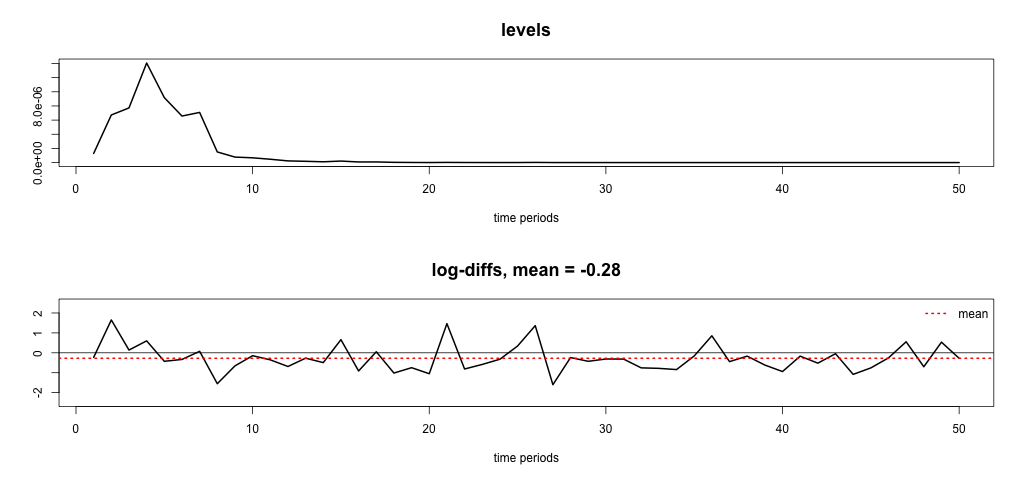 levels
8.0e-06
0.0e+00
0 10 20 30 40 50
time periods
log-diffs, mean = -0.28
2
1
0
-2
mean
0 10 20 30 40 50
time periods